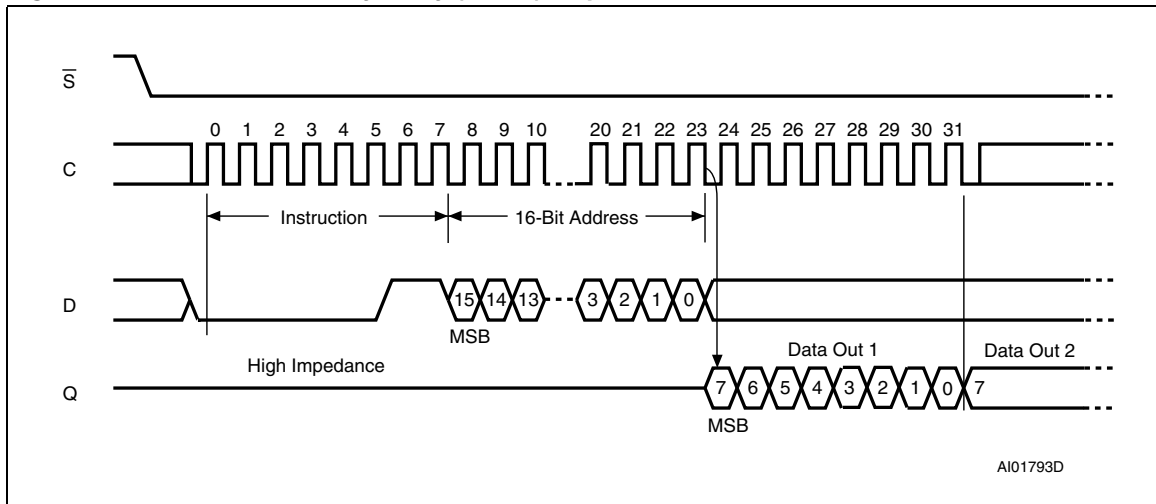 S
0 1 2 3 4 5 6 7 8 9 10 20 21 22 23 24 25 26 27 28 29 30 31
C
Instruction 16-Bit Address
D
15 14 13 3 2 1 0
MSB
High Impedance Data Out 1 Data Out 2
Q
7 6 5 4 3 2 1 0 7
MSB
AI01793D